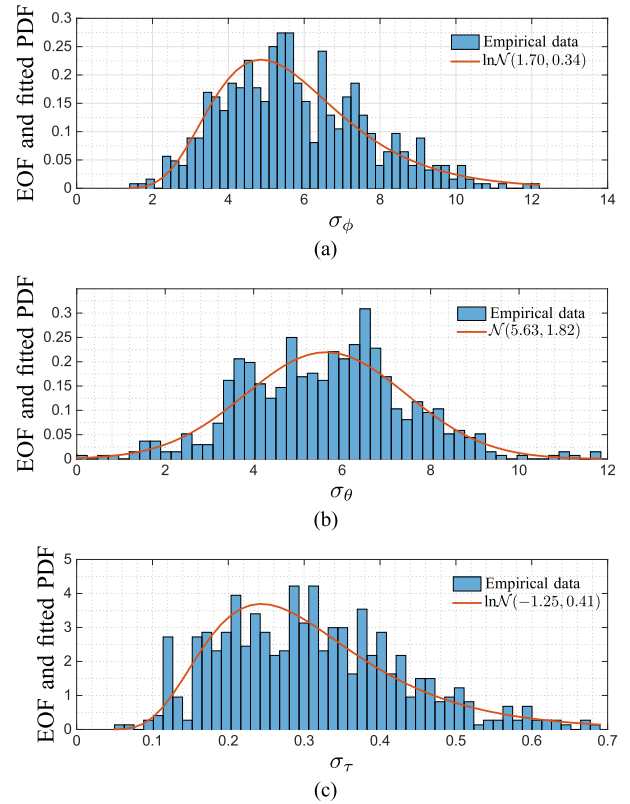 EOF and fitted PDF
0.3
0.25
0.2
0.15
0.1
0.05
0
Empirical data
lnN(1.70, 0.34)
0 2 4 6 8 10 12 14
σϕ
(a)
EOF and fitted PDF
0.3
0.25
0.2
0.15
0.1
0.05
0
Empirical data
N(5.63, 1.82)
0 2 4 6 8 10 12
σθ
(b)
EOF and fitted PDF
5
4
3
2
1
0
Empirical data
lnN(−1.25, 0.41)
0 0.1 0.2 0.3 0.4 0.5 0.6 0.7
στ
(c)